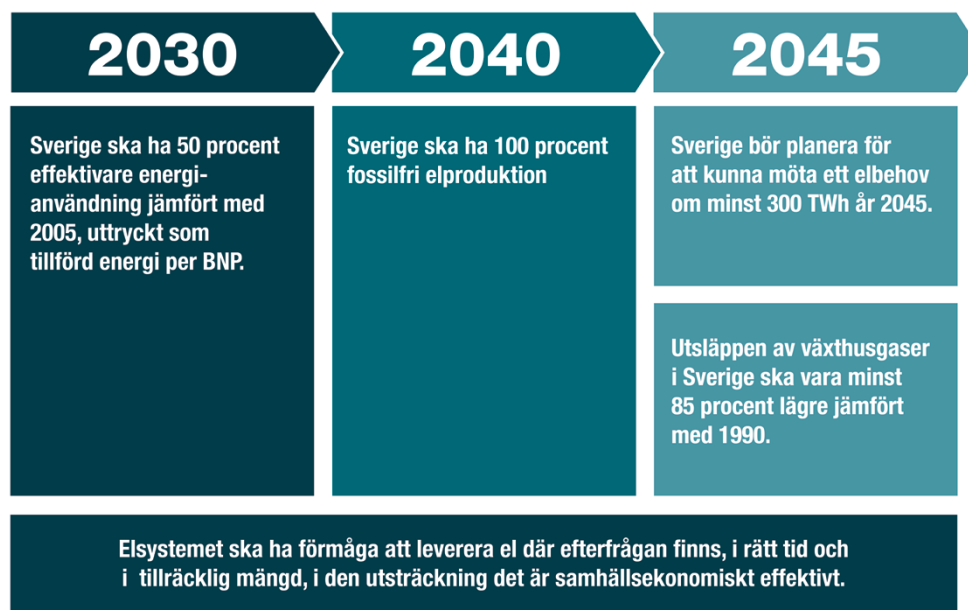 2030
Sverige ska ha 50 procent
effektivare energi-
användning jämfört med
2005, uttryckt som
tillförd energi per BNP.
2040
Sverige ska ha 100 procent
fossilfri elproduktion
2045
Sverige bör planera för
att kunna möta ett elbehov
om minst 300 TWh år 2045.
Utsläppen av växthusgaser
i Sverige ska vara minst
85 procent lägre jämfört
med 1990.
Elsystemet ska ha förmåga att leverera el där efterfrågan finns, i rätt tid och
i tillräcklig mängd, i den utsträckning det är samhällsekonomiskt effektivt.